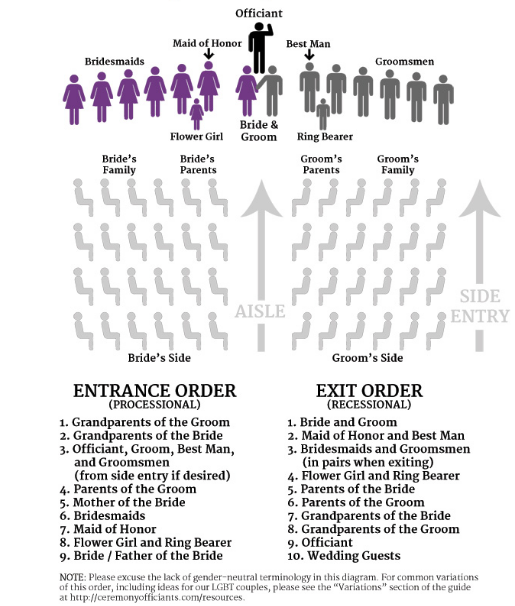 Officiant
Maid of Honor
Best Man
Bridesmaids
Groomsmen
Flower Girl
Bride &
Groom
Ring Bearer
Bride's
Family
Bride's
Parents
Groom's
Parents
Groom's
Family
AISLE
SIDE
ENTRY
Bride's Side
Groom's Side
ENTRANCE ORDER
(PROCESSIONAL)
1. Grandparents of the Groom
2. Grandparents of the Bride
3. Officiant, Groom, Best Man,
and Groomsmen
(from side entry if desired)
4. Parents of the Groom
5. Mother of the Bride
6. Bridesmaids
7. Maid of Honor
8. Flower Girl and Ring Bearer
9. Bride / Father of the Bride
EXIT ORDER
(RECESSIONAL)
1. Bride and Groom
2. Maid of Honor and Best Man
3. Bridesmaids and Groomsmen
(in pairs when exiting)
4. Flower Girl and Ring Bearer
5. Parents of the Bride
6. Parents of the Groom
7. Grandparents of the Bride
8. Grandparents of the Groom
9. Officiant
10. Wedding Guests
NOTE: Please excuse the lack of gender-neutral terminology in this diagram. For common variations
of this order, including ideas for our LGBT couples, please see the "Variations" section of the guide
at http://ceremonyofficiants.com/resources.